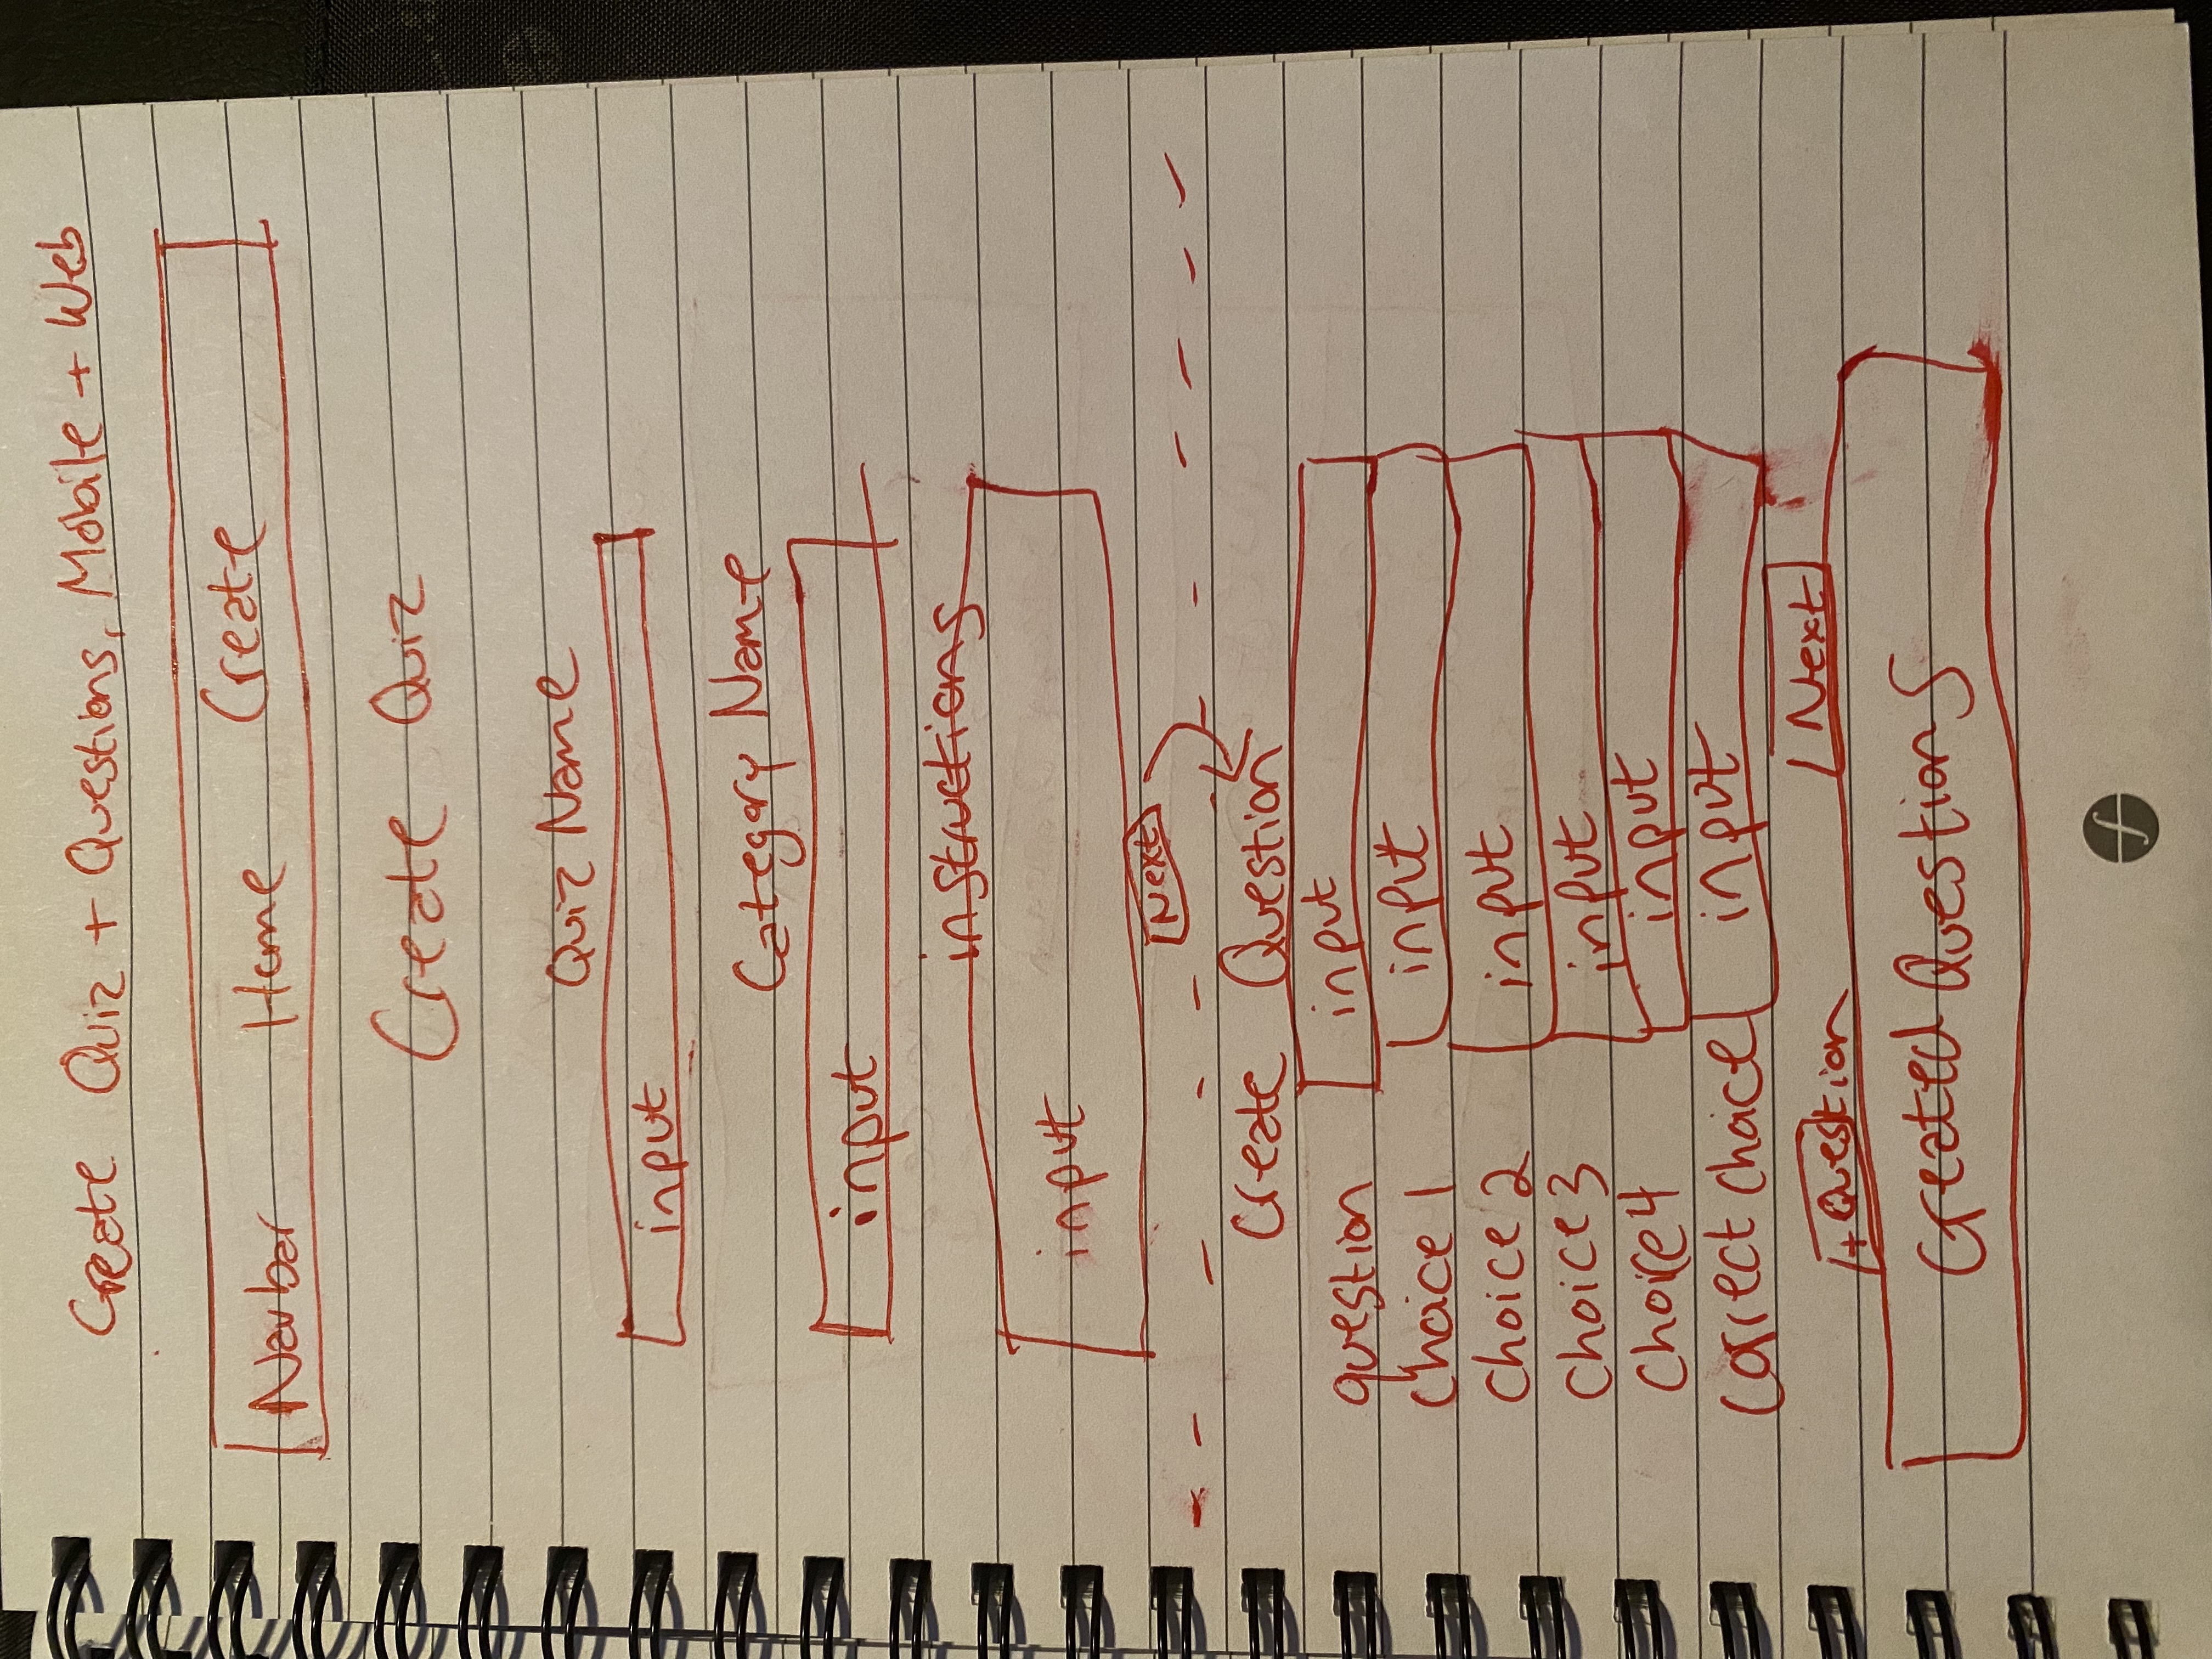 Create Quiz + Questions, Mobile + Web
Navbar Home Create
Create Quiz
Quiz Name
input
Category Name
input
instructions
input
Next
Create Question
question input
choice 1 input
choice 2 input
choice 3 input
choice 4 input
correct choice input
+ Question Next
Created Questions